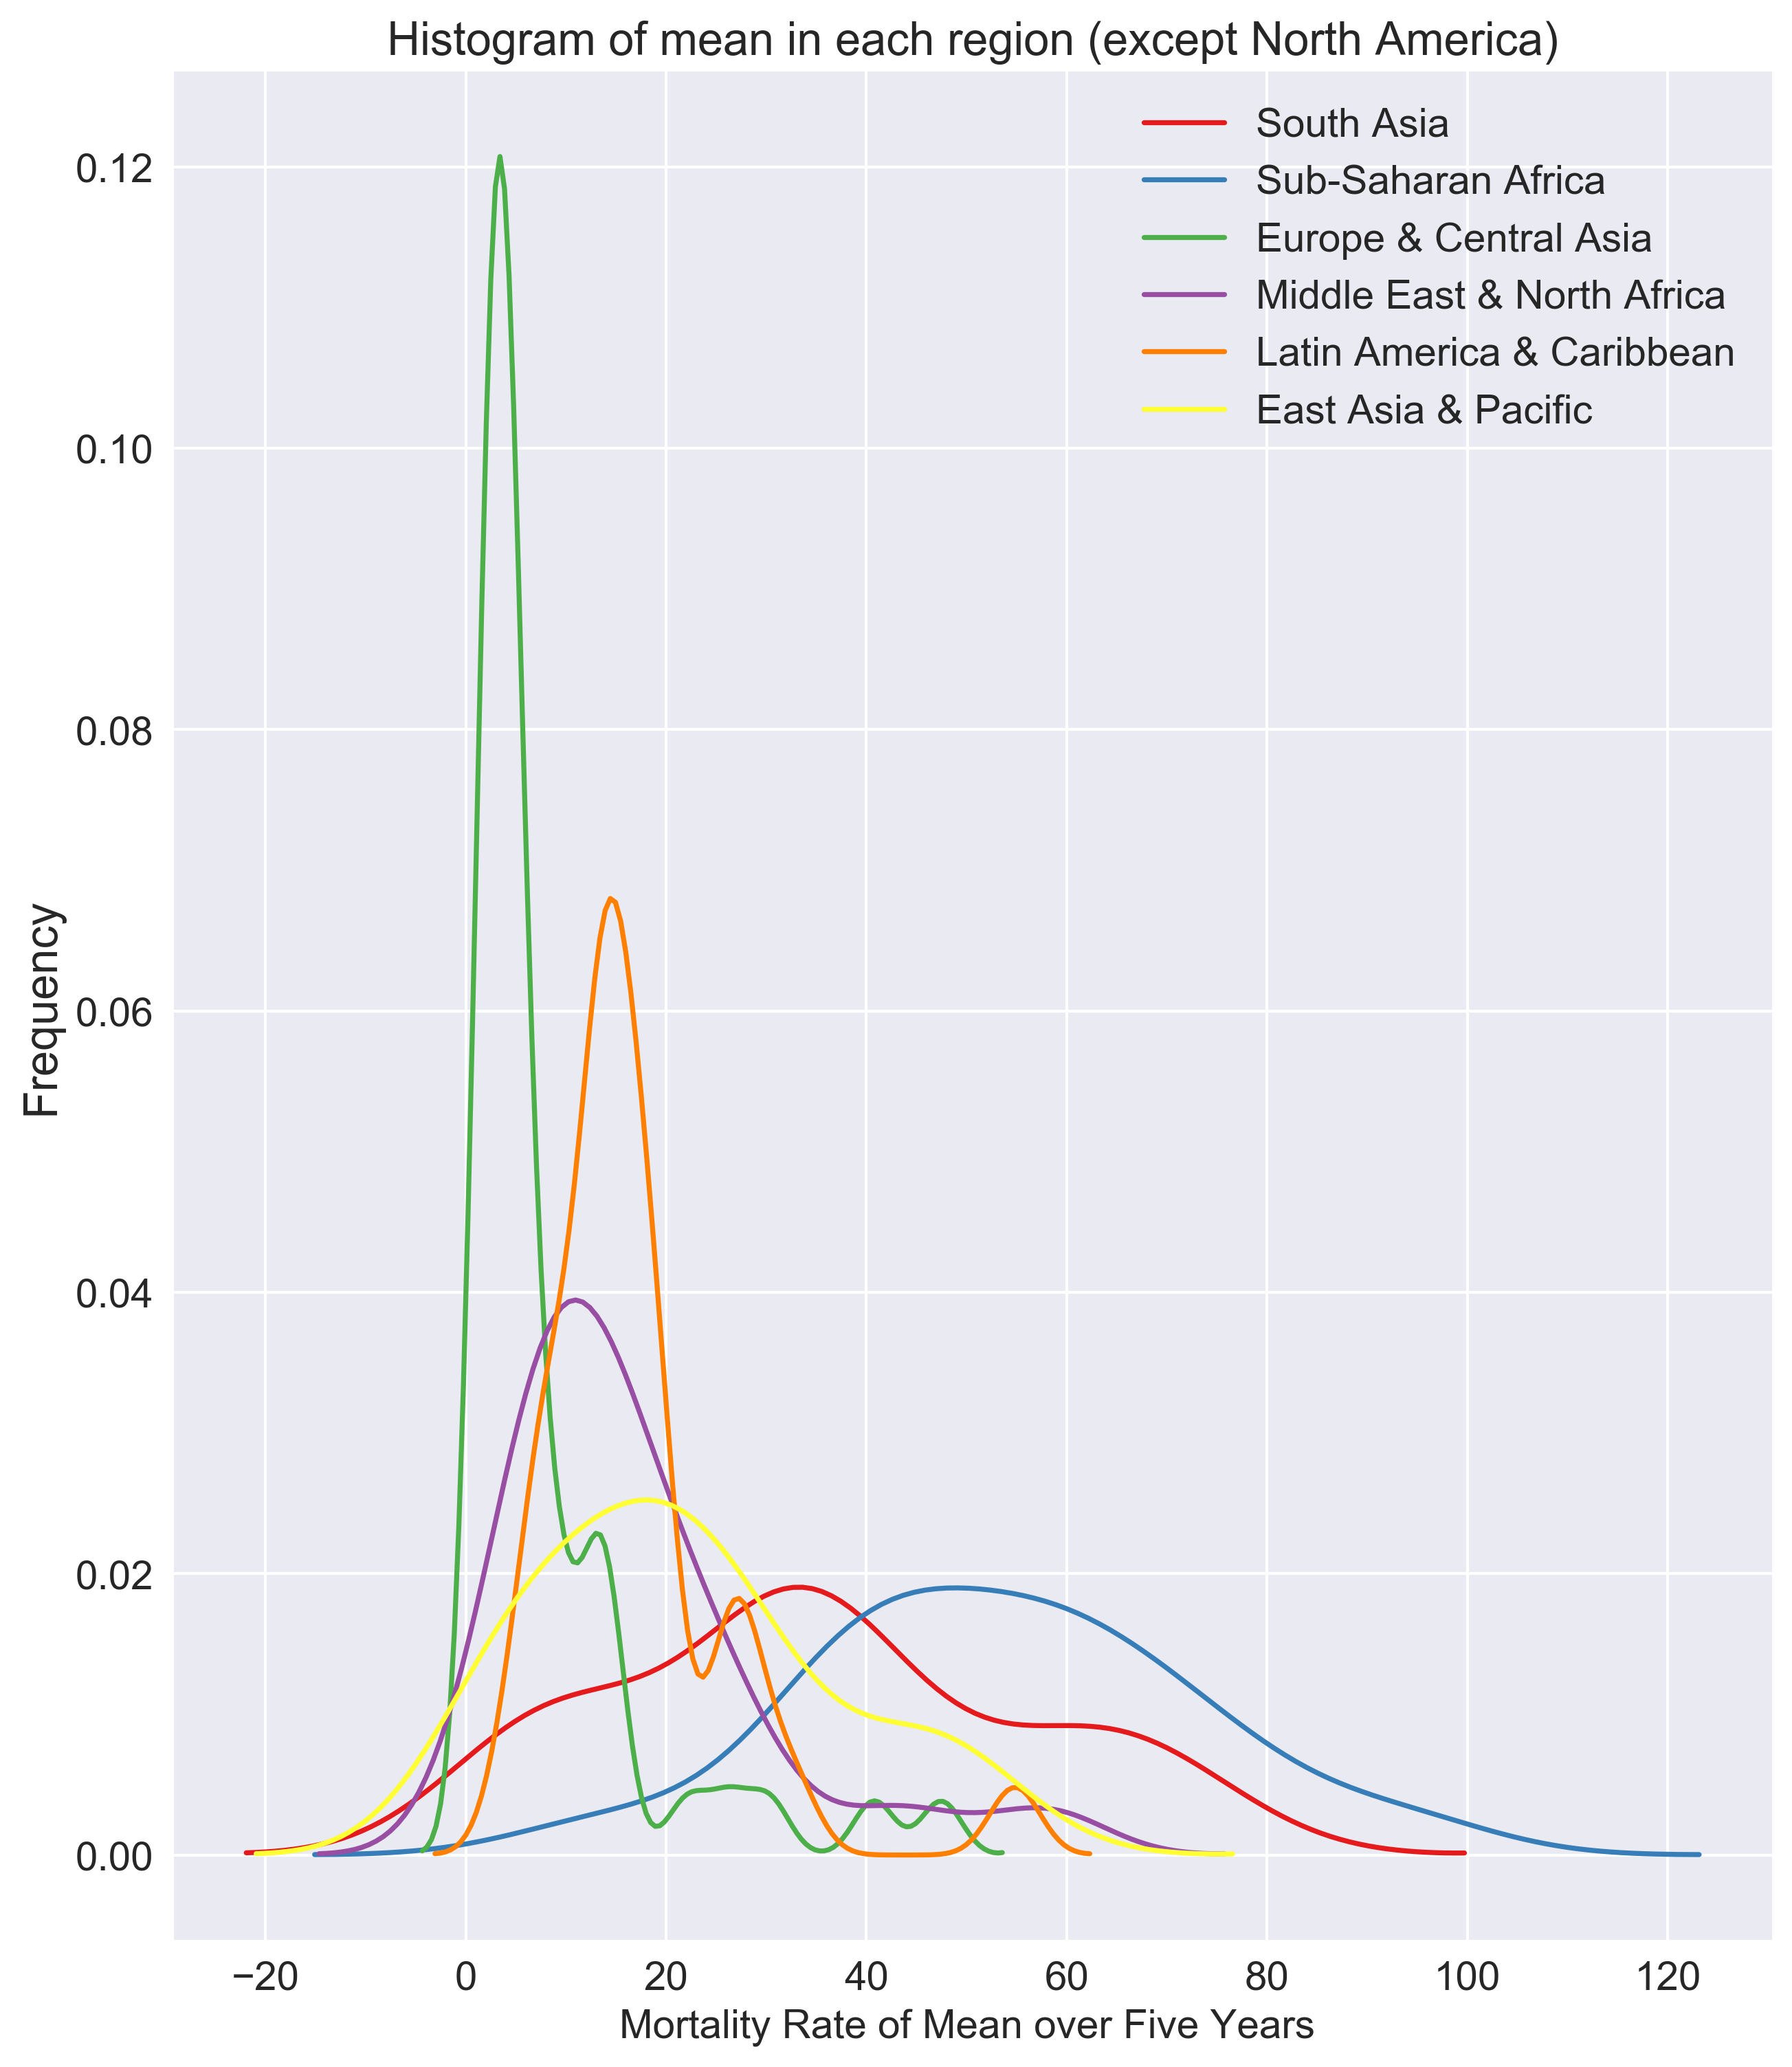 Histogram of mean in each region (except North America)
South Asia
Sub-Saharan Africa
Europe & Central Asia
Middle East & North Africa
Latin America & Caribbean
East Asia & Pacific
0.12
0.10
0.08
0.06
0.04
0.02
0.00
Frequency
−20 0 20 40 60 80 100 120
Mortality Rate of Mean over Five Years